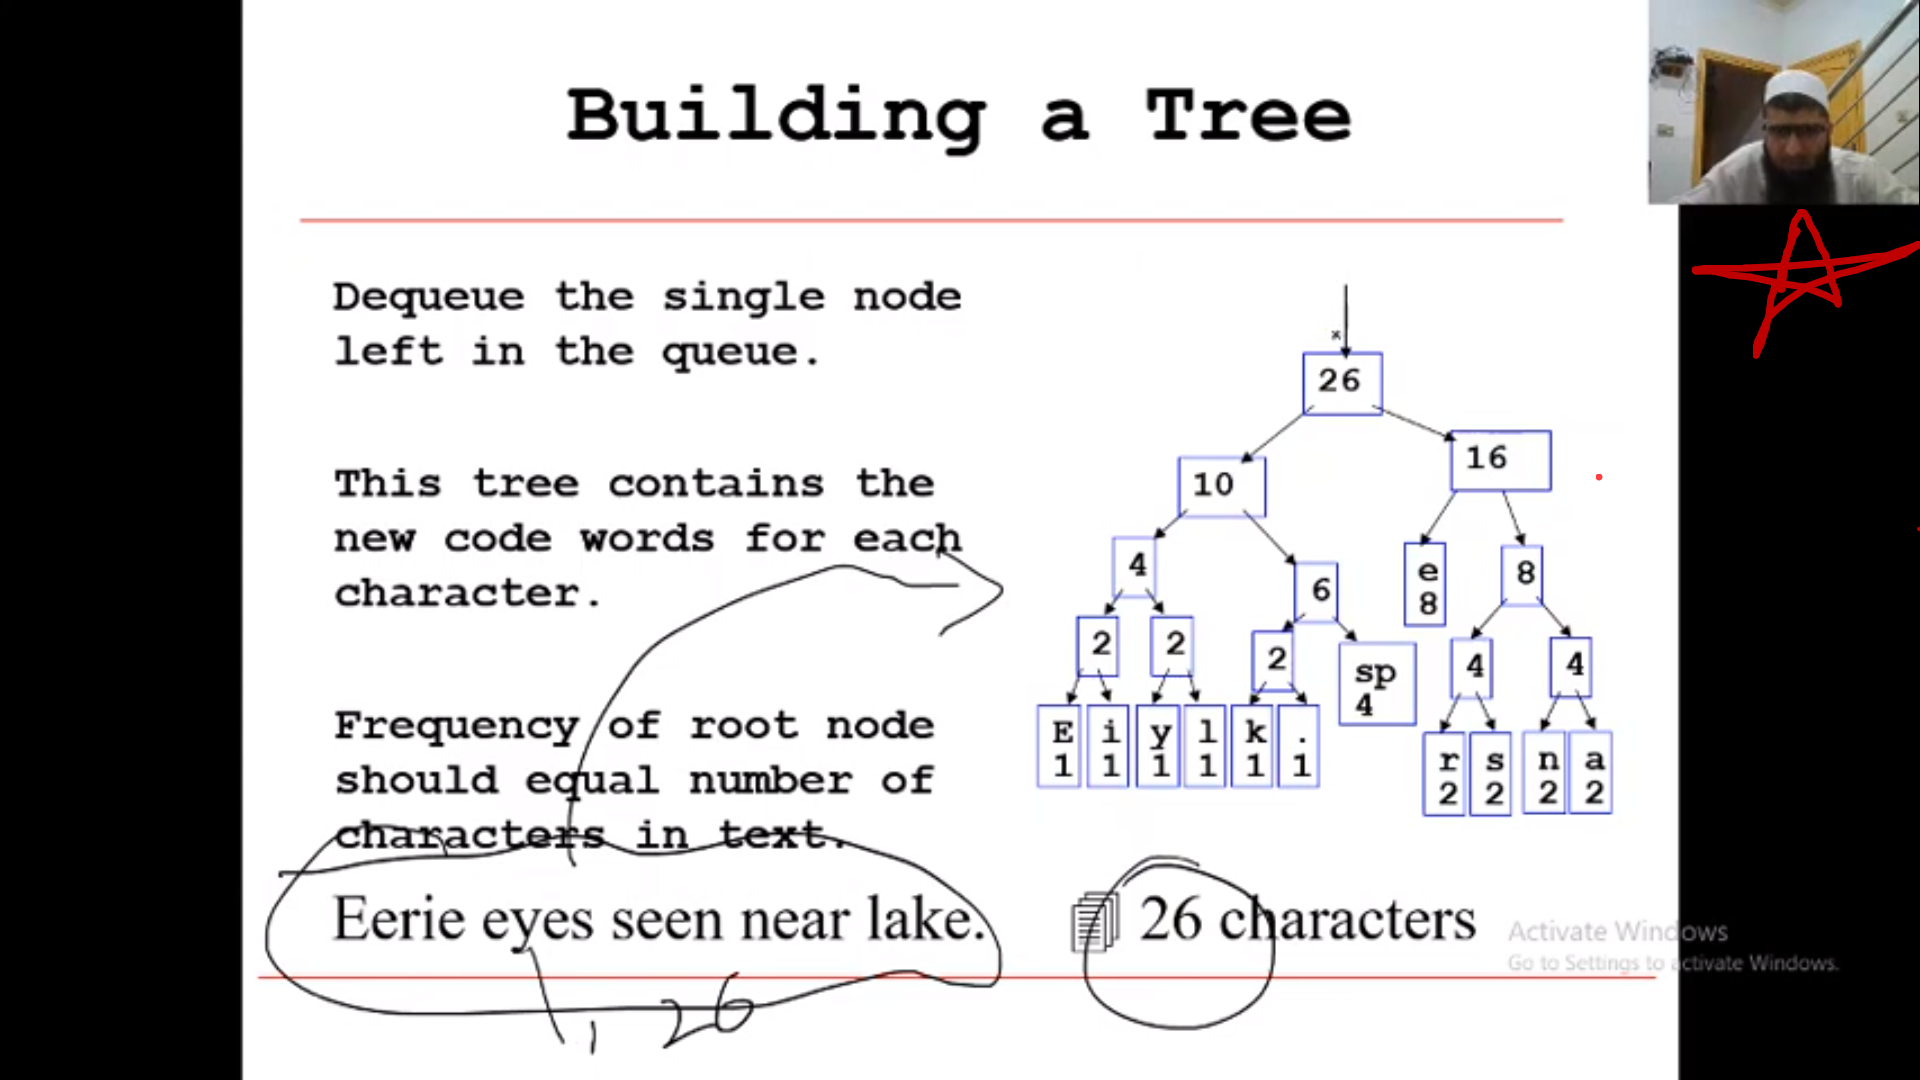 Building a Tree
Dequeue the single node
left in the queue.
This tree contains the
new code words for each
character.
Frequency of root node
should equal number of
characters in text.
Eerie eyes seen near lake.
26 characters
26
x
26
10
16
4
6
e
8
8
2
2
2
sp
4
4
4
E
1
i
1
y
1
l
1
k
1
.
1
r
2
s
2
n
2
a
2
Activate Windows
Go to Settings to activate Windows.